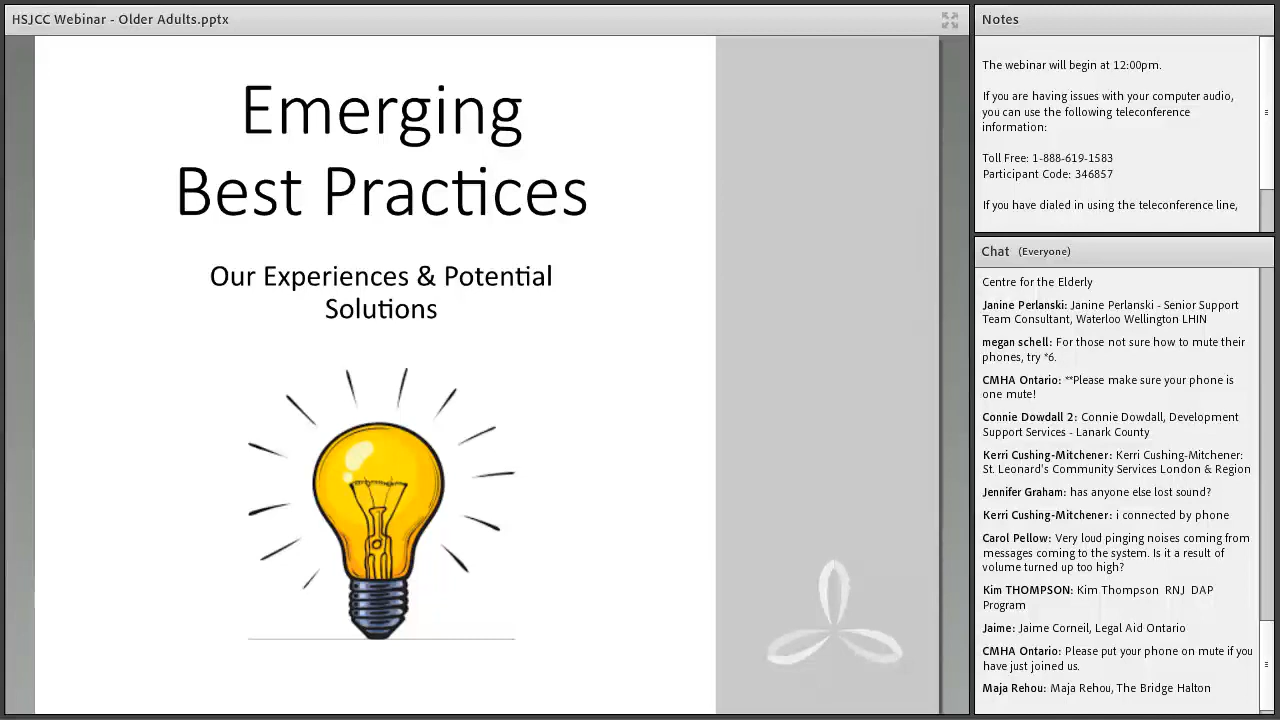 HSJCC Webinar - Older Adults.pptx
Emerging
Best Practices
Our Experiences & Potential
Solutions
Notes
The webinar will begin at 12:00pm.
If you are having issues with your computer audio,
you can use the following teleconference
information:
Toll Free: 1-888-619-1583
Participant Code: 346857
If you have dialed in using the teleconference line,
Chat (Everyone)
Centre for the Elderly
Janine Perlanski: Janine Perlanski - Senior Support
Team Consultant, Waterloo Wellington LHIN
megan schell: For those not sure how to mute their
phones, try *6.
CMHA Ontario: **Please make sure your phone is
one mute!
Connie Dowdall 2: Connie Dowdall, Development
Support Services - Lanark County
Kerri Cushing-Mitchener: Kerri Cushing-Mitchener:
St. Leonard's Community Services London & Region
Jennifer Graham: has anyone else lost sound?
Kerri Cushing-Mitchener: i connected by phone
Carol Pellow: Very loud pinging noises coming from
messages coming to the system. Is it a result of
volume turned up too high?
Kim THOMPSON: Kim Thompson RNJ DAP
Program
Jaime: Jaime Couneil, Legal Aid Ontario
CMHA Ontario: Please put your phone on mute if you
have just joined us.
Maja Rehou: Maja Rehou, The Bridge Halton